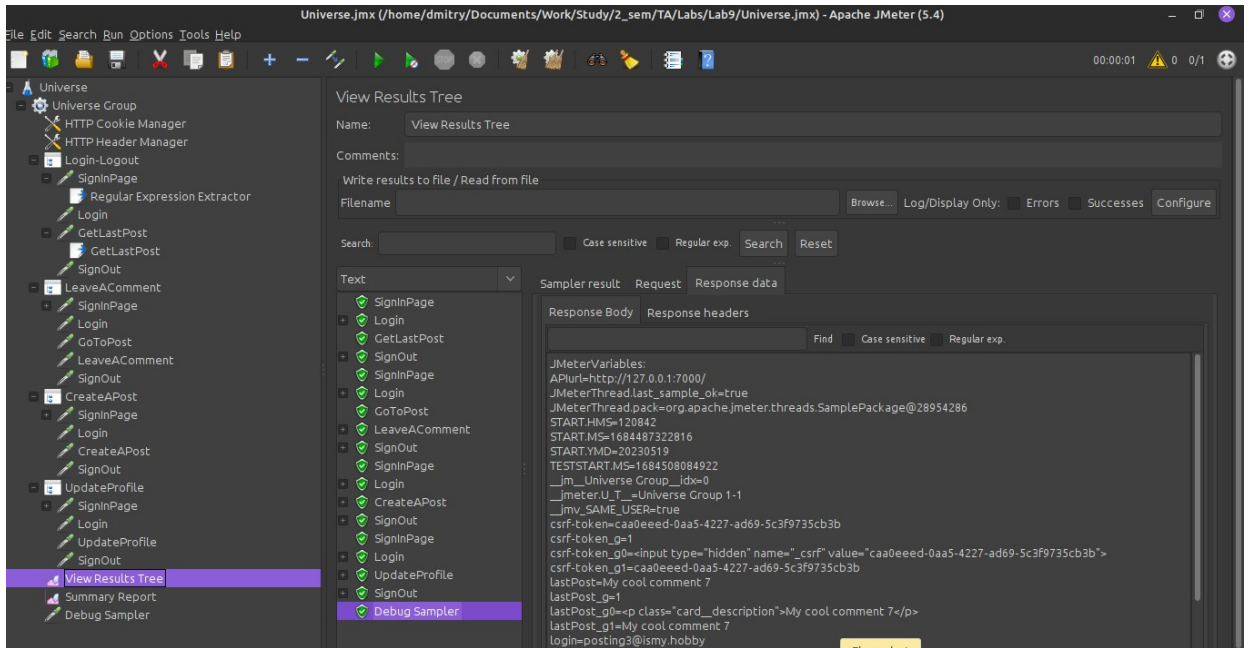 Universe.jmx (/home/dmitry/Documents/Work/Study/2_sem/TA/Labs/Lab9/Universe.jmx) - Apache JMeter (5.4)
File Edit Search Run Options Tools Help
00:00:01 0 0/1
Universe
Universe Group
HTTP Cookie Manager
HTTP Header Manager
Login-Logout
SignInPage
Regular Expression Extractor
Login
GetLastPost
GetLastPost
SignOut
LeaveAComment
SignInPage
Login
GoToPost
LeaveAComment
SignOut
CreateAPost
SignInPage
Login
CreateAPost
SignOut
UpdateProfile
SignInPage
Login
UpdateProfile
SignOut
View Results Tree
Summary Report
Debug Sampler
View Results Tree
Name: View Results Tree
Comments:
Write results to file / Read from file
Filename Browse... Log/Display Only: Errors Successes Configure
Search: Case sensitive Regular exp. Search Reset
Text
SignInPage
Login
GetLastPost
SignOut
SignInPage
Login
GoToPost
LeaveAComment
SignOut
SignInPage
Login
CreateAPost
SignOut
SignInPage
Login
UpdateProfile
SignOut
Debug Sampler
Sampler result Request Response data
Response Body Response headers
Find Case sensitive Regular exp.
JMeterVariables:
APIurl=http://127.0.0.1:7000/
JMeterThread.last_sample_ok=true
JMeterThread.pack=org.apache.jmeter.threads.SamplePackage@28954286
START.HMS=120842
START.MS=1684487322816
START.YMD=20230519
TESTSTART.MS=1684508084922
__jm__Universe Group__idx=0
__jmeter.U_T__=Universe Group 1-1
__jmv_SAME_USER=true
csrf-token=caa0eeed-0aa5-4227-ad69-5c3f9735cb3b
csrf-token_g=1
csrf-token_g0=<input type="hidden" name="_csrf" value="caa0eeed-0aa5-4227-ad69-5c3f9735cb3b">
csrf-token_g1=caa0eeed-0aa5-4227-ad69-5c3f9735cb3b
lastPost=My cool comment 7
lastPost_g=1
lastPost_g0=<p class="card__description">My cool comment 7</p>
lastPost_g1=My cool comment 7
login=posting3@ismy.hobby